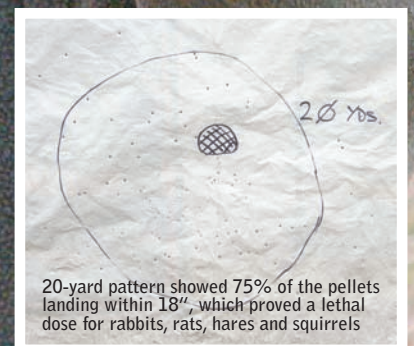 2Ø YDS.
20-yard pattern showed 75% of the pellets
landing within 18”, which proved a lethal
dose for rabbits, rats, hares and squirrels